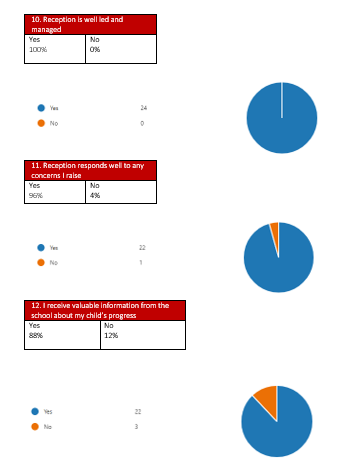 10. Reception is well led and
managed
Yes No
100% 0%
Yes 24
No 0
11. Reception responds well to any
concerns I raise
Yes No
96% 4%
Yes 22
No 1
12. I receive valuable information from the
school about my child's progress
Yes No
88% 12%
Yes 22
No 3